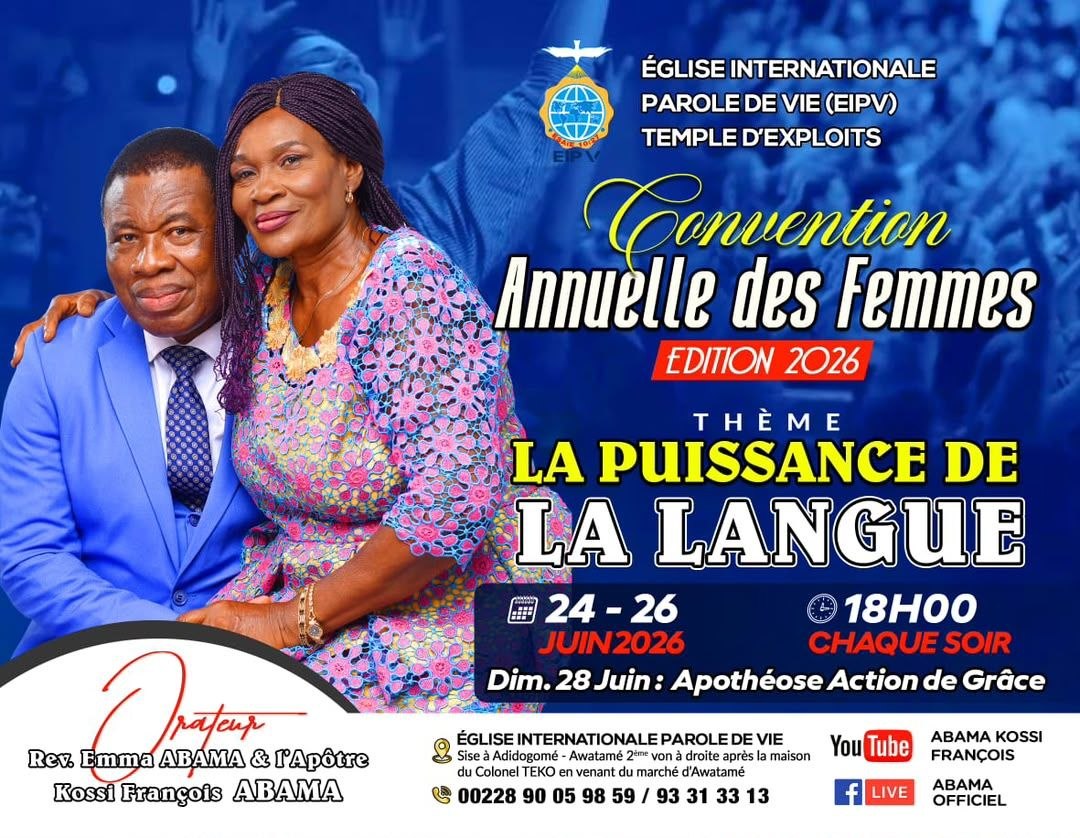 ÉGLISE INTERNATIONALE
PAROLE DE VIE (EIPV)
TEMPLE D'EXPLOITS
ESAIE 10:27
EIPV
Convention
Annuelle des Femmes
EDITION 2026
THÈME
LA PUISSANCE DE
LA LANGUE
24 - 26
JUIN 2026
18H00
CHAQUE SOIR
Dim. 28 Juin : Apothéose Action de Grâce
Orateur
Rev. Emma ABAMA & l'Apôtre
Kossi François ABAMA
ÉGLISE INTERNATIONALE PAROLE DE VIE
Sise à Adidogomé - Awatamé 2ème von à droite après la maison
du Colonel TEKO en venant du marché d'Awatamé
00228 90 05 98 59 / 93 31 33 13
YouTube
ABAMA KOSSI
FRANÇOIS
f LIVE
ABAMA
OFFICIEL